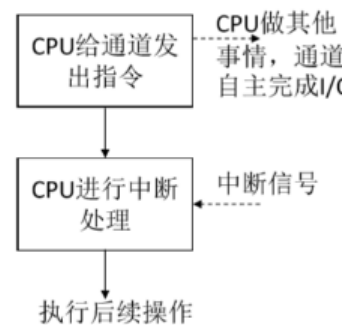 CPU给通道发
出指令
CPU做其他
事情，通道
自主完成I/O
CPU进行中断
处理
中断信号
执行后续操作